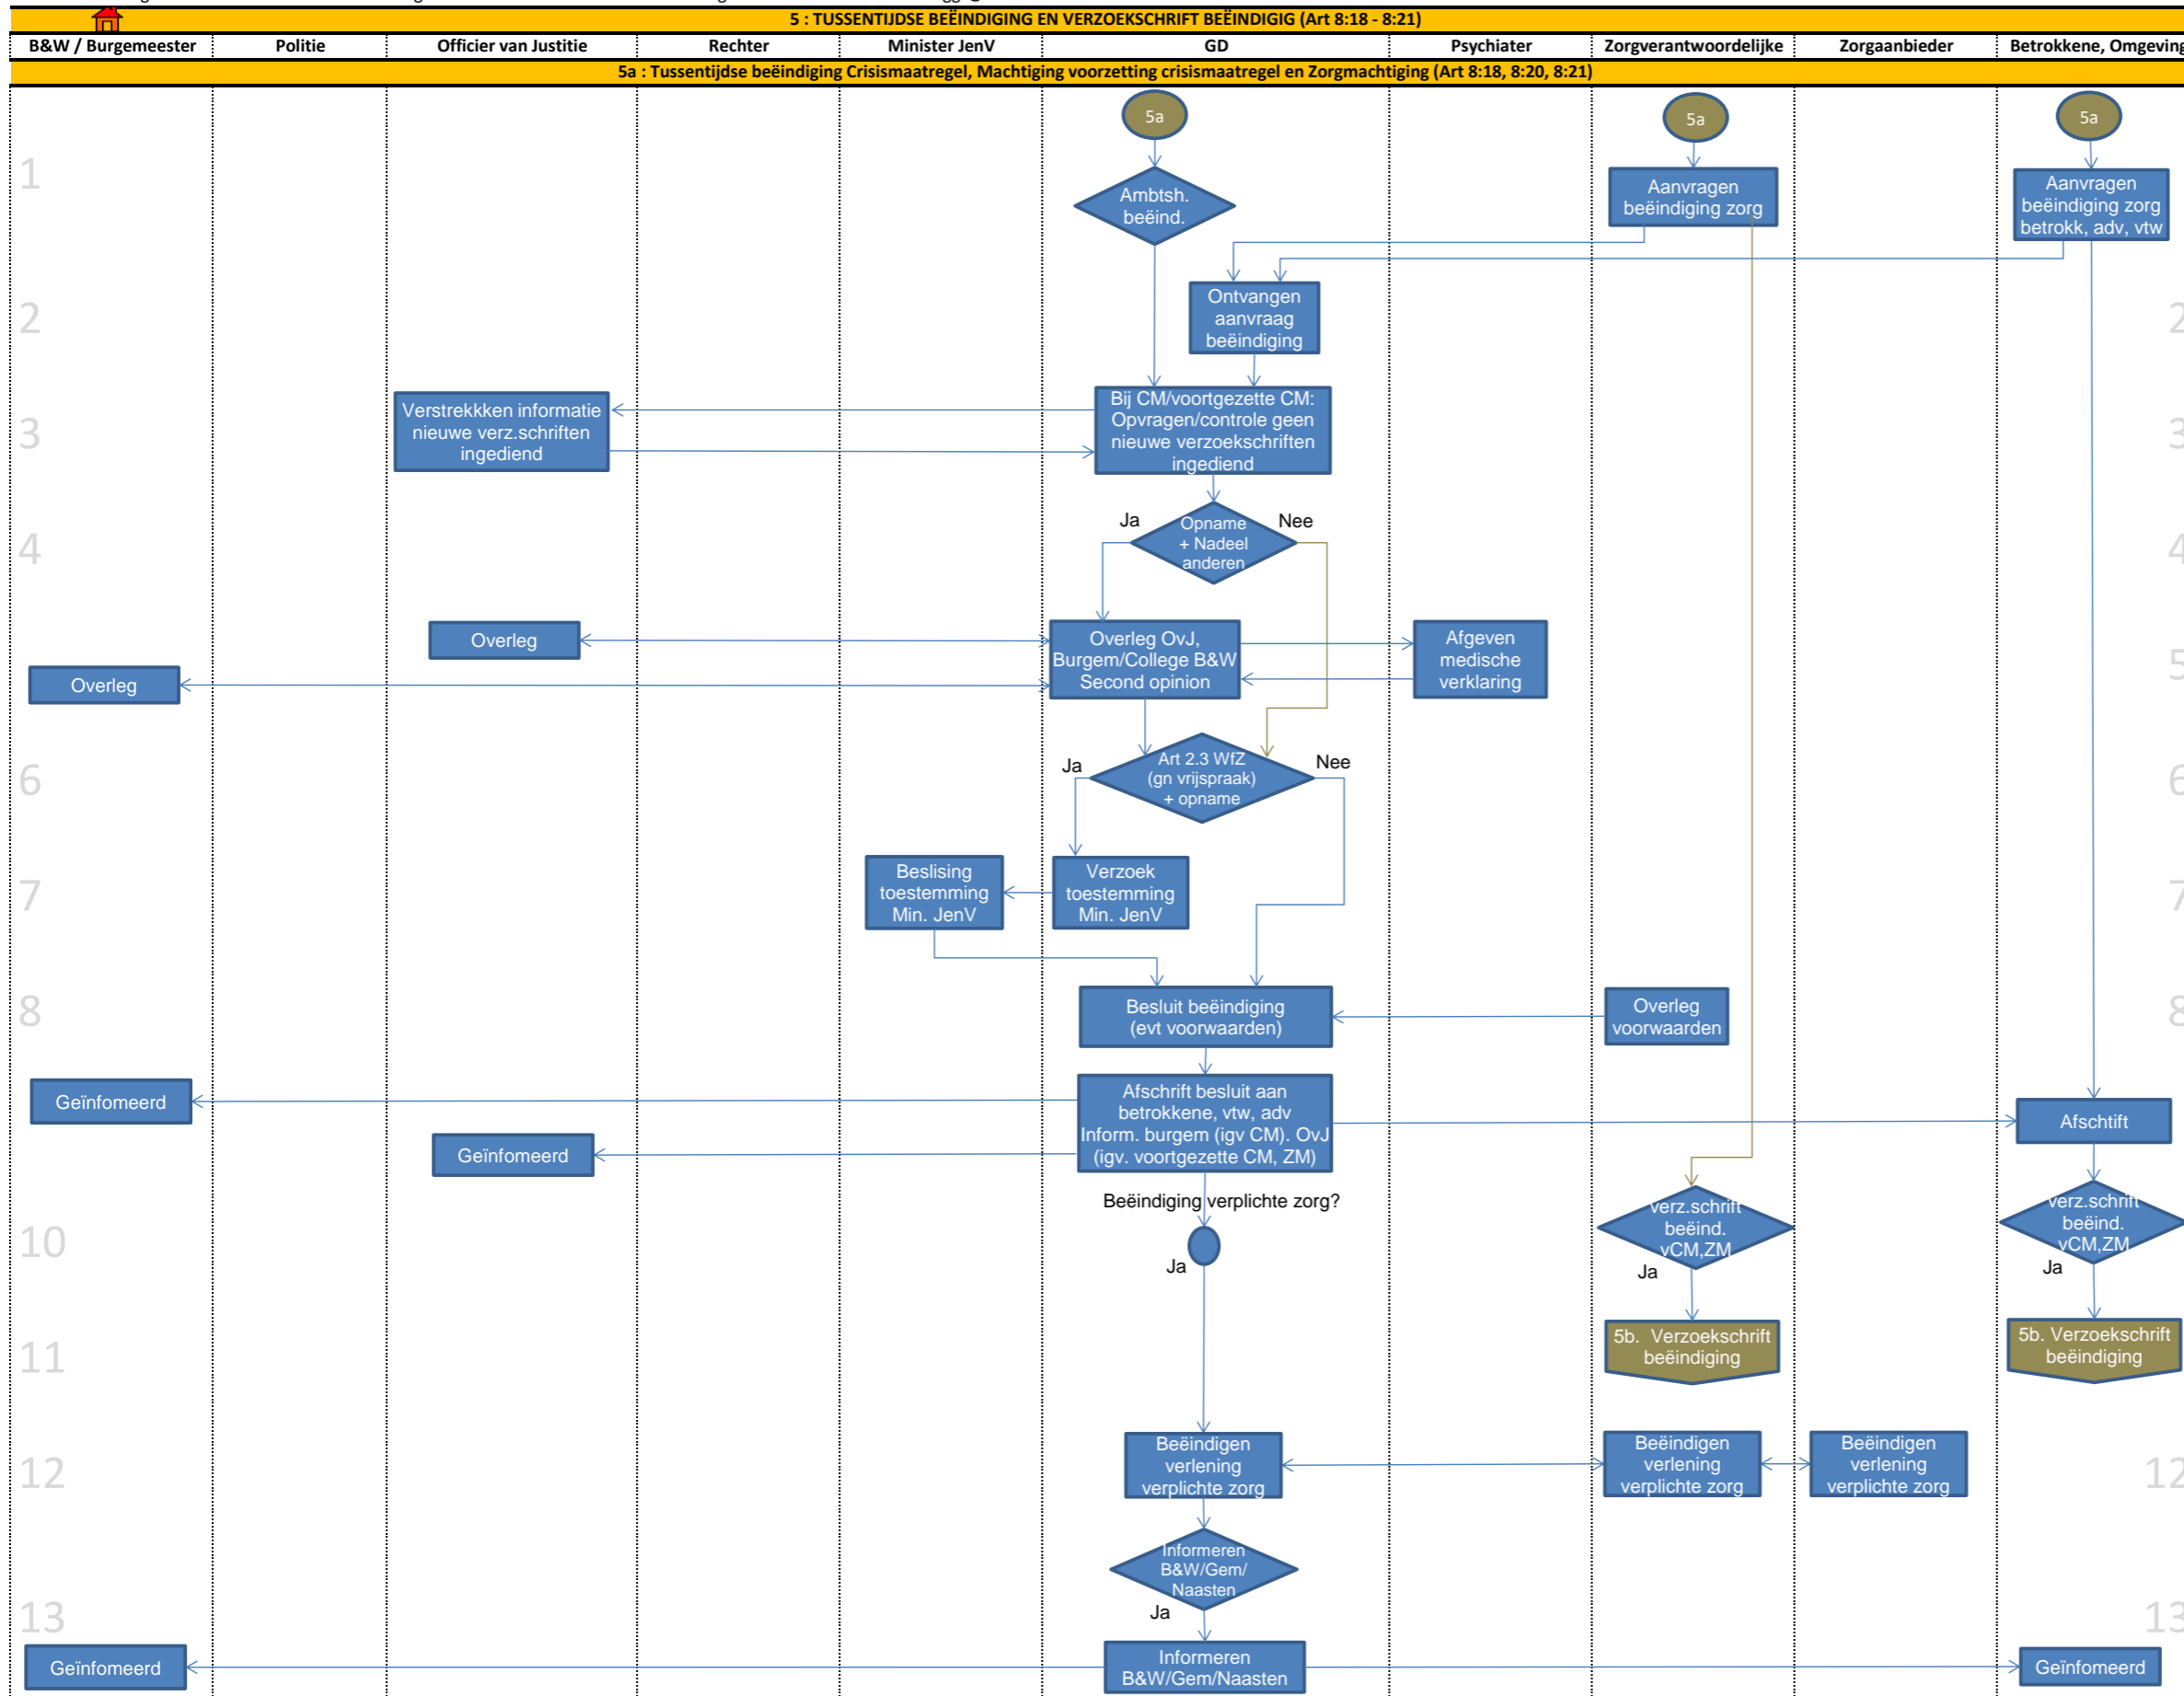 5 : TUSSENTIJDSE BEËINDIGING EN VERZOEKSCHRIFT BEËINDIGIG (Art 8:18 - 8:21)
B&W / Burgemeester
Politie
Officier van Justitie
Rechter
Minister JenV
GD
Psychiater
Zorgverantwoordelijke
Zorgaanbieder
Betrokkene, Omgeving
5a : Tussentijdse beëindiging Crisismaatregel, Machtiging voorzetting crisismaatregel en Zorgmachtiging (Art 8:18, 8:20, 8:21)
5a
5a
5a
1
Ambtsh.
beëind.
Aanvragen
beëindiging zorg
Aanvragen
beëindiging zorg
betrokk, adv, vtw
2
Ontvangen
aanvraag
beëindiging
2
3
Verstrekkken informatie
nieuwe verz.schriften
ingediend
Bij CM/voortgezette CM:
Opvragen/controle geen
nieuwe verzoekschriften
ingediend
3
4
Ja
Opname
+ Nadeel
anderen
Nee
4
Overleg
Overleg
Overleg OvJ,
Burgem/College B&W
Second opinion
Afgeven
medische
verklaring
5
6
Ja
Art 2.3 WfZ
(gn vrijspraak)
+ opname
Nee
6
7
Beslising
toestemming
Min. JenV
Verzoek
toestemming
Min. JenV
7
8
Besluit beëindiging
(evt voorwaarden)
Overleg
voorwaarden
8
Geïnfomeerd
Geïnfomeerd
Afschrift besluit aan
betrokkene, vtw, adv
Inform. burgem (igv CM). OvJ
(igv. voortgezette CM, ZM)
Afschtift
Beëindiging verplichte zorg?
10
Ja
verz.schrift
beëind.
vCM,ZM
Ja
verz.schrift
beëind.
vCM,ZM
Ja
11
5b. Verzoekschrift
beëindiging
5b. Verzoekschrift
beëindiging
12
Beëindigen
verlening
verplichte zorg
Beëindigen
verlening
verplichte zorg
Beëindigen
verlening
verplichte zorg
12
Informeren
B&W/Gem/
Naasten
Ja
13
13
Geïnfomeerd
Informeren
B&W/Gem/Naasten
Geïnfomeerd